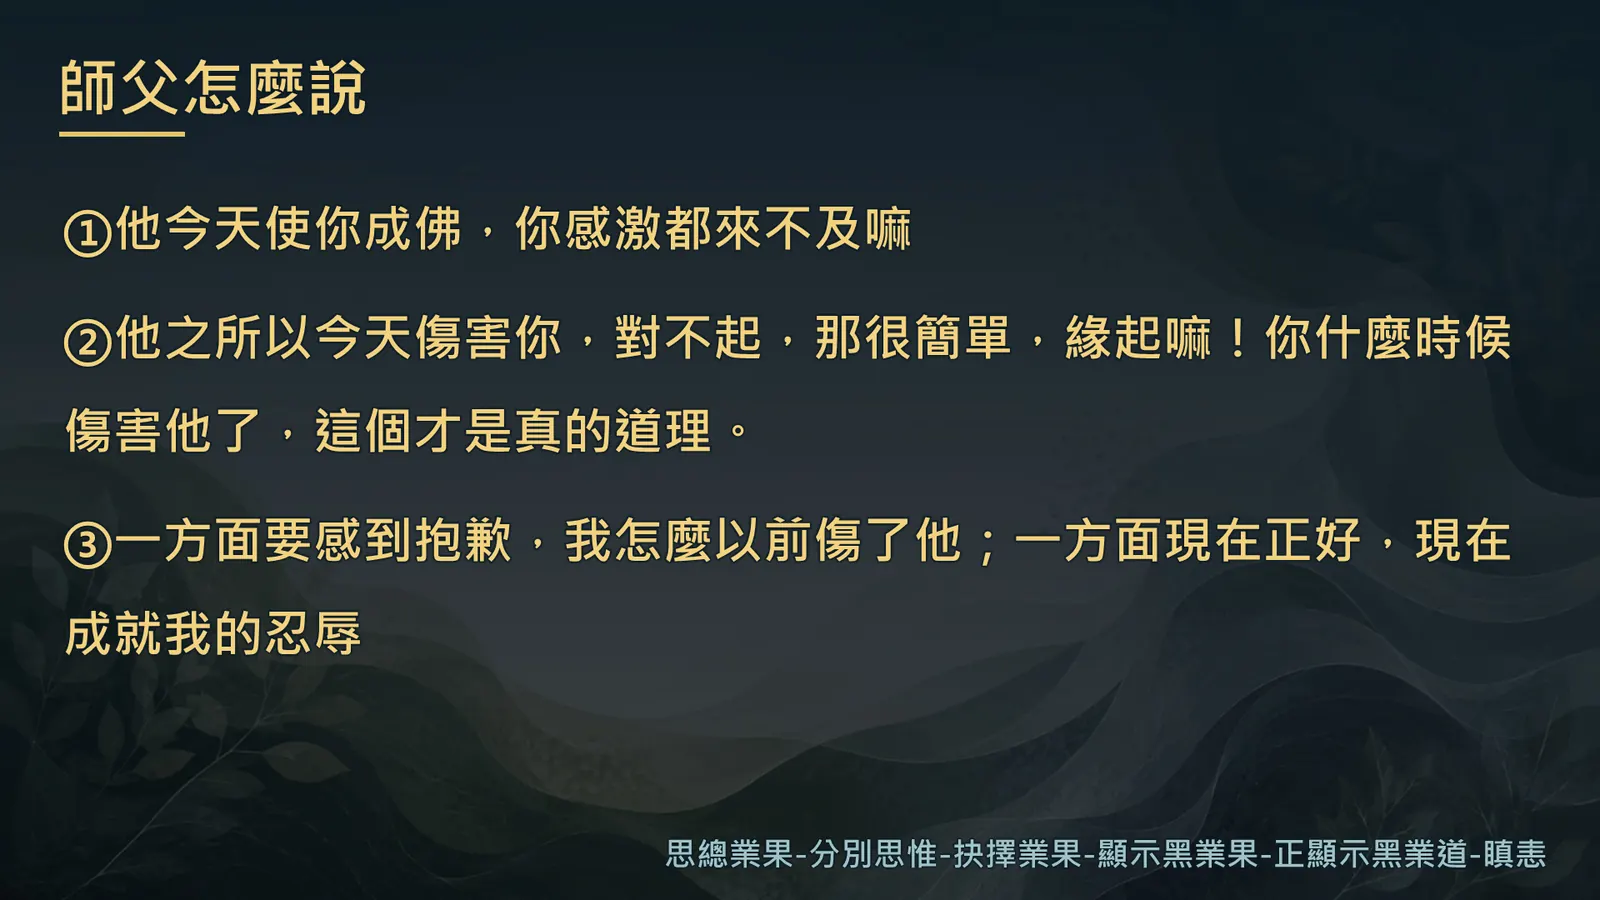 師父怎麼說
①他今天使你成佛，你感激都來不及嘛
②他之所以今天傷害你，對不起，那很簡單，緣起嘛！你什麼時候
傷害他了，這個才是真的道理。
③一方面要感到抱歉，我怎麼以前傷了他；一方面現在正好，現在
成就我的忍辱
思總業果-分別思惟-抉擇業果-顯示黑業果-正顯示黑業道-瞋恚